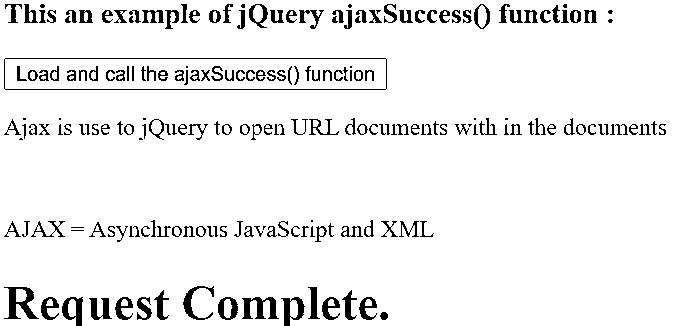 This an example of jQuery ajaxSuccess() function :
Load and call the ajaxSuccess() function
Ajax is use to jQuery to open URL documents with in the documents
AJAX = Asynchronous JavaScript and XML
Request Complete.